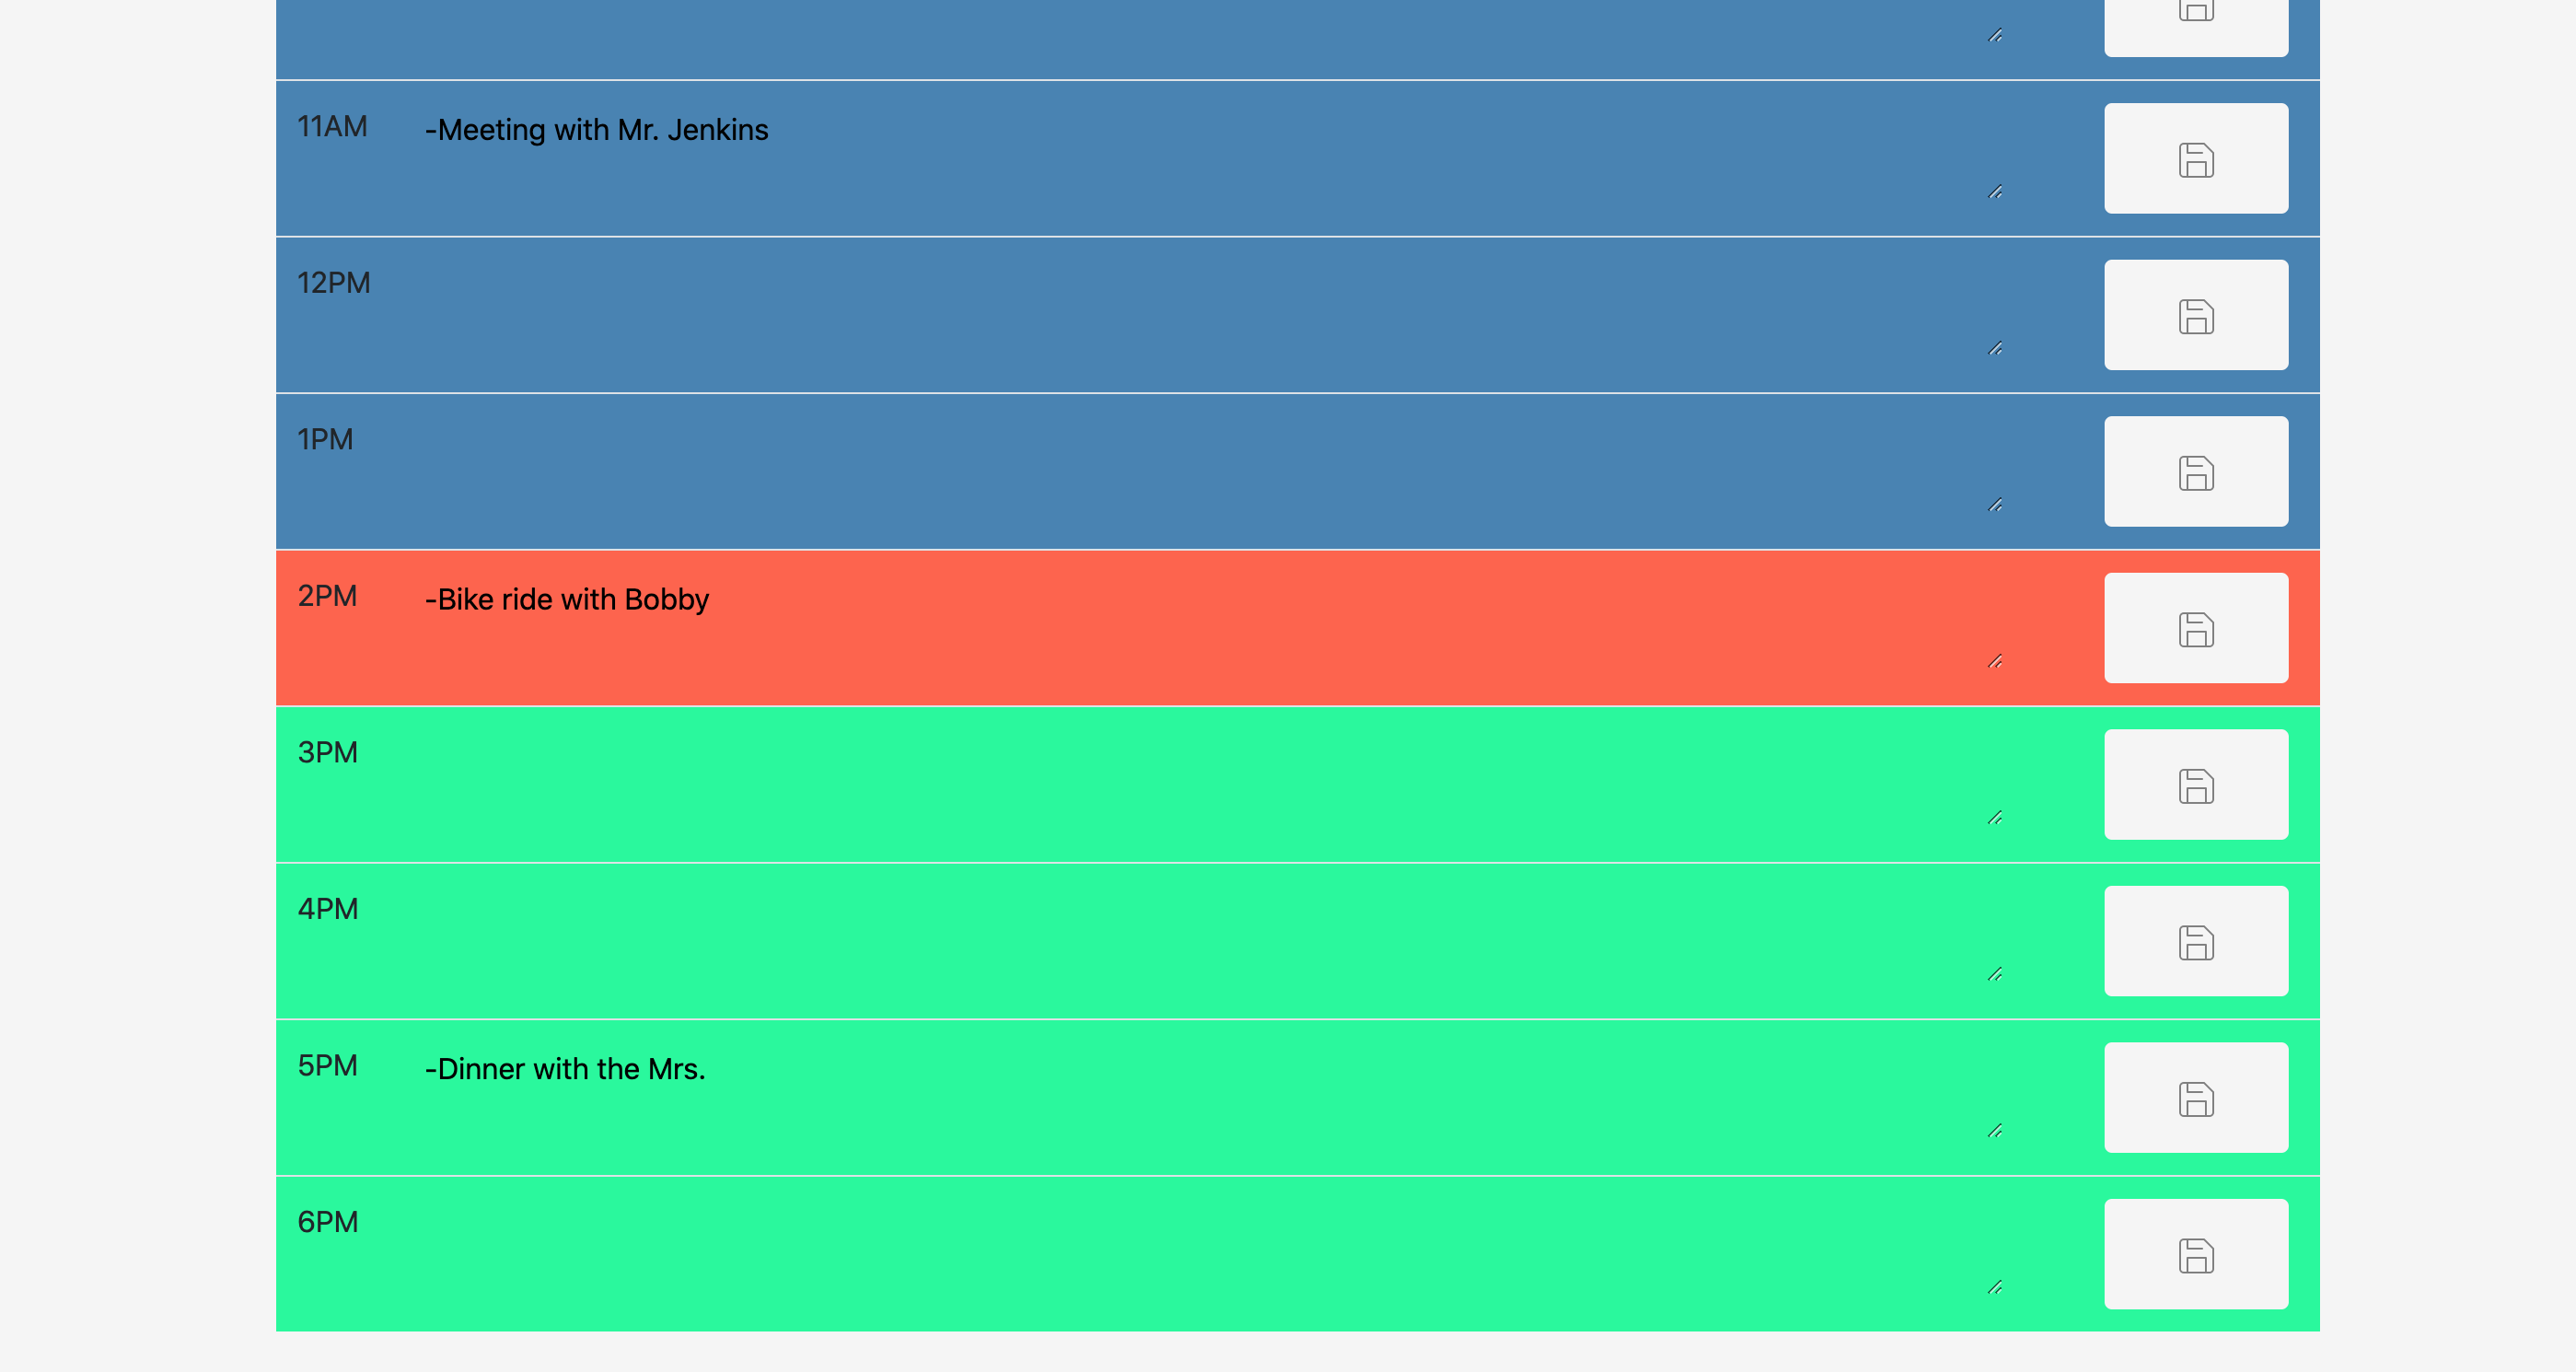 11AM -Meeting with Mr. Jenkins
12PM
1PM
2PM -Bike ride with Bobby
3PM
4PM
5PM -Dinner with the Mrs.
6PM